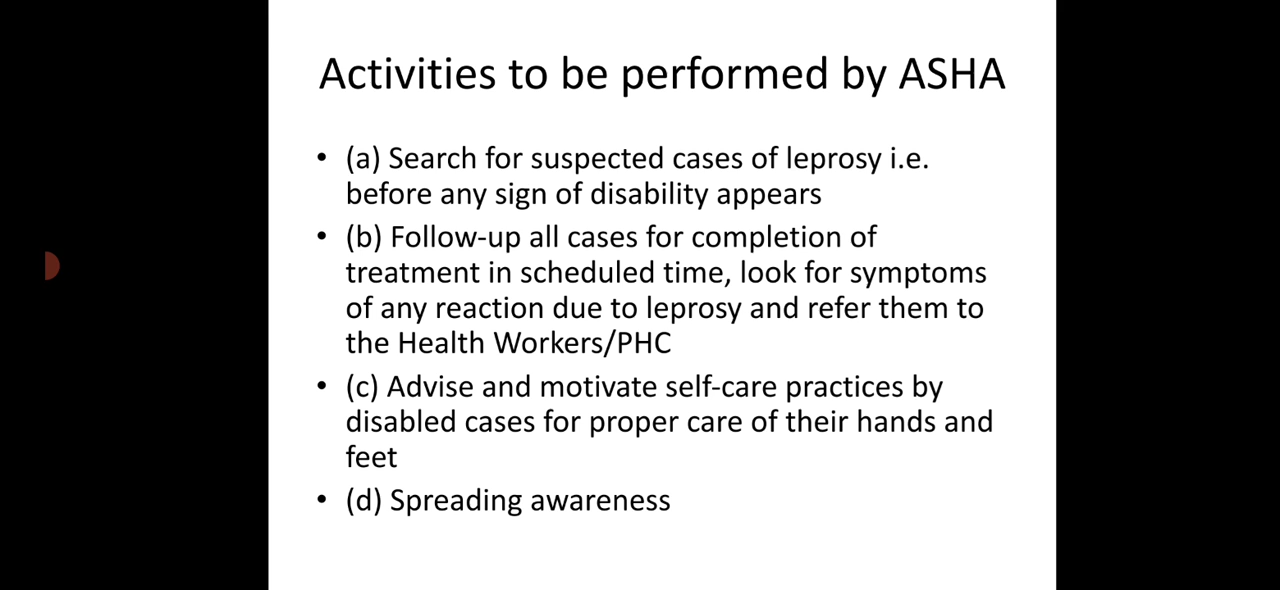 Activities to be performed by ASHA
• (a) Search for suspected cases of leprosy i.e.
before any sign of disability appears
• (b) Follow-up all cases for completion of
treatment in scheduled time, look for symptoms
of any reaction due to leprosy and refer them to
the Health Workers/PHC
• (c) Advise and motivate self-care practices by
disabled cases for proper care of their hands and
feet
• (d) Spreading awareness